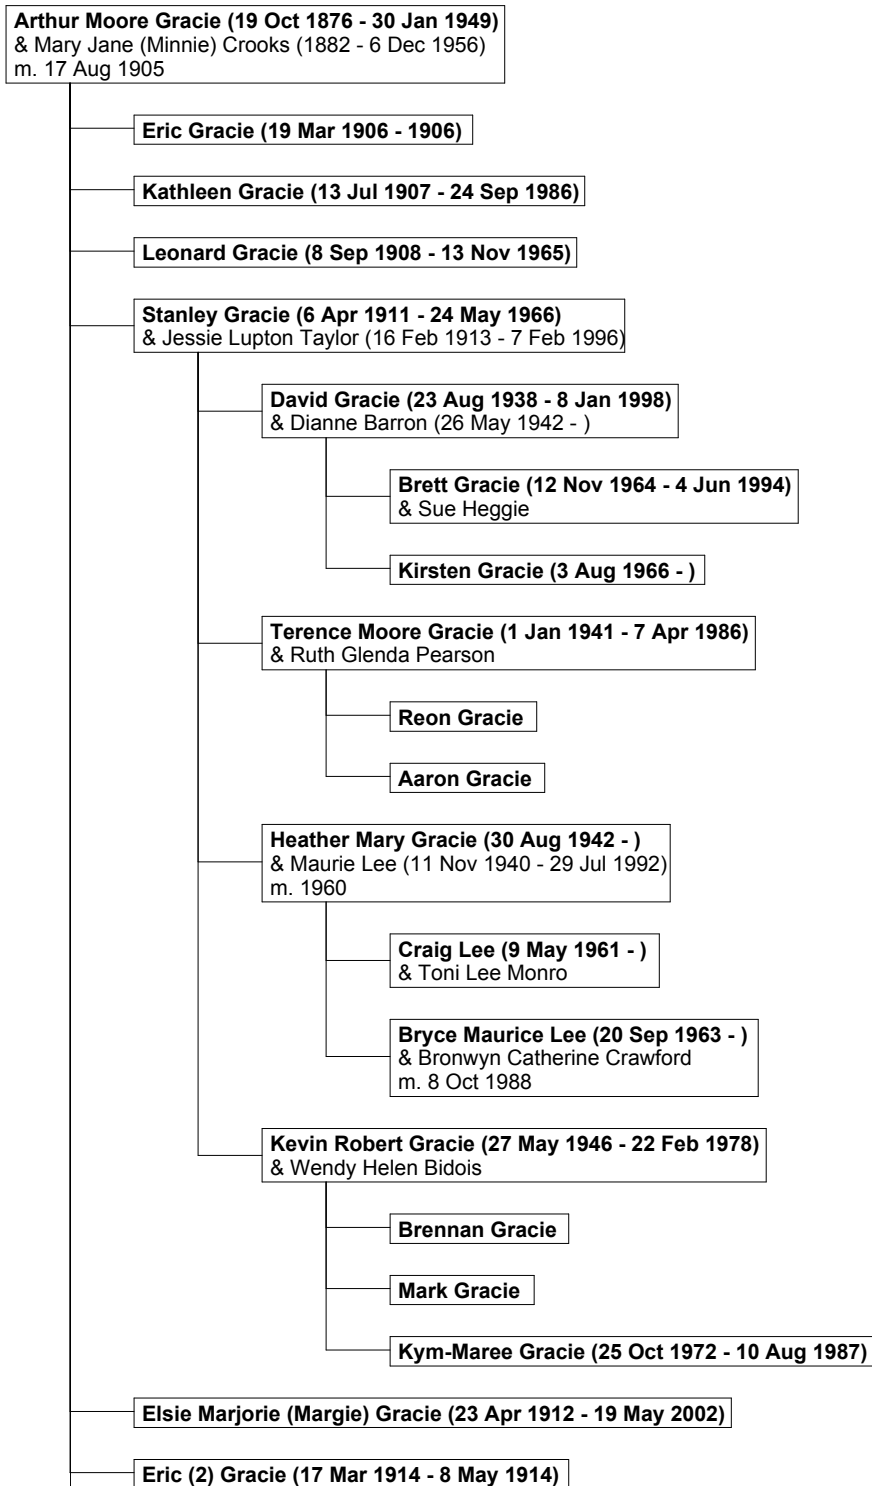 Arthur Moore Gracie (19 Oct 1876 - 30 Jan 1949)
& Mary Jane (Minnie) Crooks (1882 - 6 Dec 1956)
m. 17 Aug 1905
Eric Gracie (19 Mar 1906 - 1906)
Kathleen Gracie (13 Jul 1907 - 24 Sep 1986)
Leonard Gracie (8 Sep 1908 - 13 Nov 1965)
Stanley Gracie (6 Apr 1911 - 24 May 1966)
& Jessie Lupton Taylor (16 Feb 1913 - 7 Feb 1996)
David Gracie (23 Aug 1938 - 8 Jan 1998)
& Dianne Barron (26 May 1942 - )
Brett Gracie (12 Nov 1964 - 4 Jun 1994)
& Sue Heggie
Kirsten Gracie (3 Aug 1966 - )
Terence Moore Gracie (1 Jan 1941 - 7 Apr 1986)
& Ruth Glenda Pearson
Reon Gracie
Aaron Gracie
Heather Mary Gracie (30 Aug 1942 - )
& Maurie Lee (11 Nov 1940 - 29 Jul 1992)
m. 1960
Craig Lee (9 May 1961 - )
& Toni Lee Monro
Bryce Maurice Lee (20 Sep 1963 - )
& Bronwyn Catherine Crawford
m. 8 Oct 1988
Kevin Robert Gracie (27 May 1946 - 22 Feb 1978)
& Wendy Helen Bidois
Brennan Gracie
Mark Gracie
Kym-Maree Gracie (25 Oct 1972 - 10 Aug 1987)
Elsie Marjorie (Margie) Gracie (23 Apr 1912 - 19 May 2002)
Eric (2) Gracie (17 Mar 1914 - 8 May 1914)